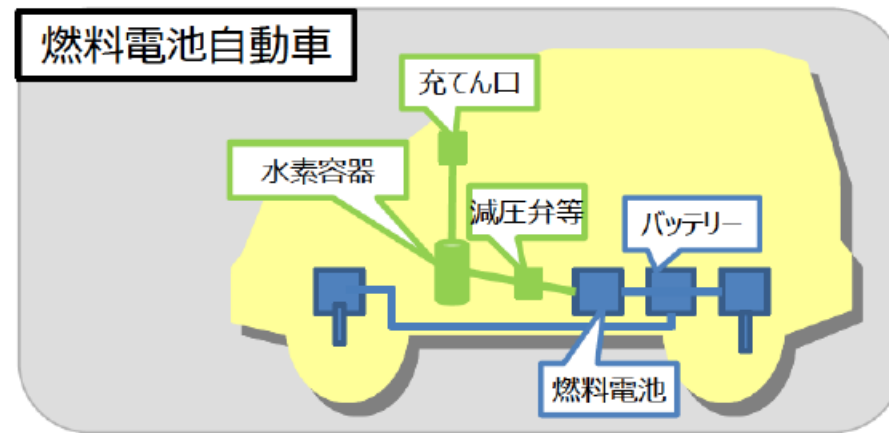 燃料電池自動車
充てん口
水素容器
減圧弁等
バッテリー
燃料電池